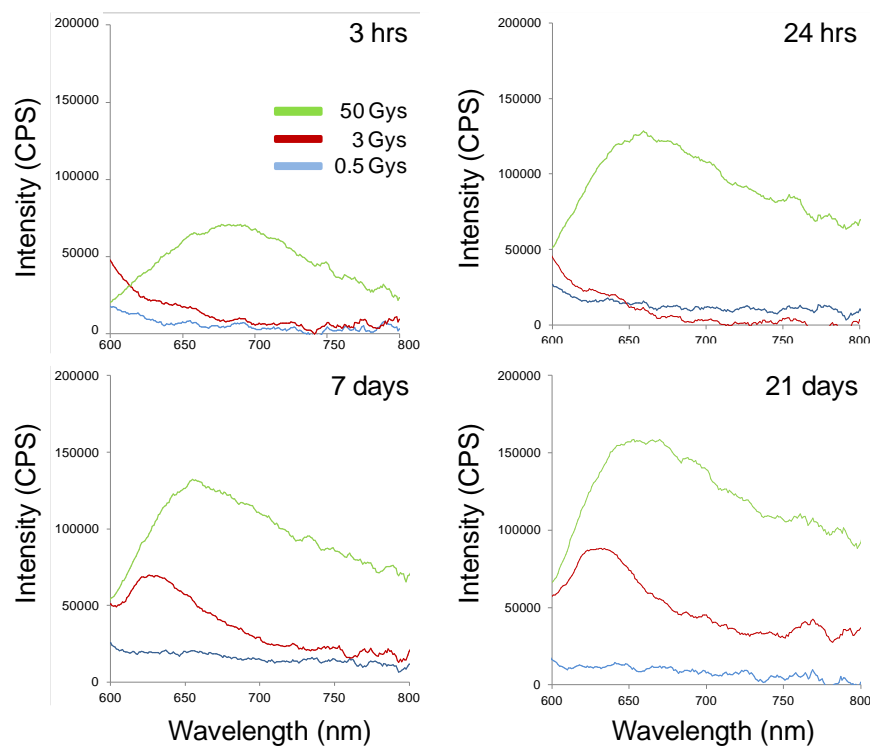 3 hrs
200000
150000
100000
50000
0
600 650 700 750 800
Intensity (CPS)
50 Gys
3 Gys
0.5 Gys
24 hrs
200000
150000
100000
50000
0
600 650 700 750 800
Intensity (CPS)
7 days
200000
150000
100000
50000
0
600 650 700 750 800
Intensity (CPS)
Wavelength (nm)
21 days
200000
150000
100000
50000
0
600 650 700 750 800
Intensity (CPS)
Wavelength (nm)